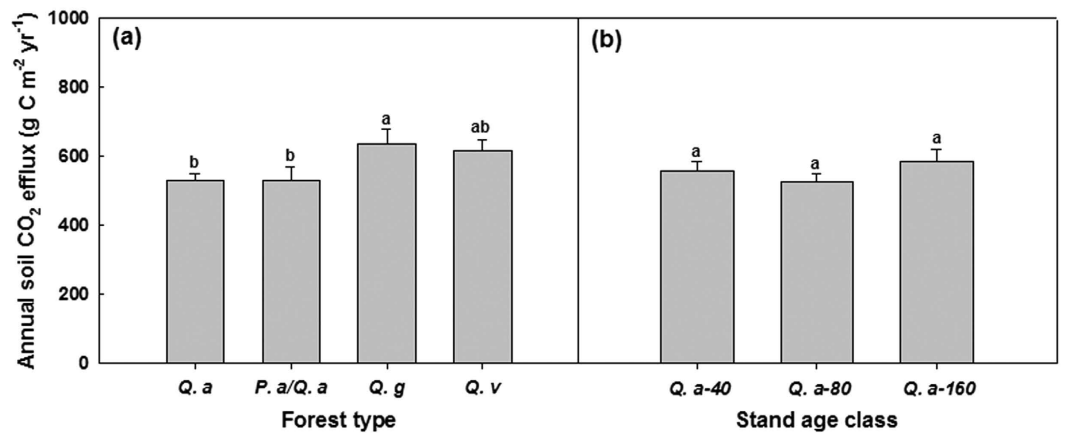 Annual soil CO₂ efflux (g C m⁻² yr⁻¹)
1000
800
600
400
200
0
(a)
b
b
a
ab
Q. a
P. a/Q. a
Q. g
Q. v
Forest type
(b)
a
a
a
Q. a-40
Q. a-80
Q. a-160
Stand age class